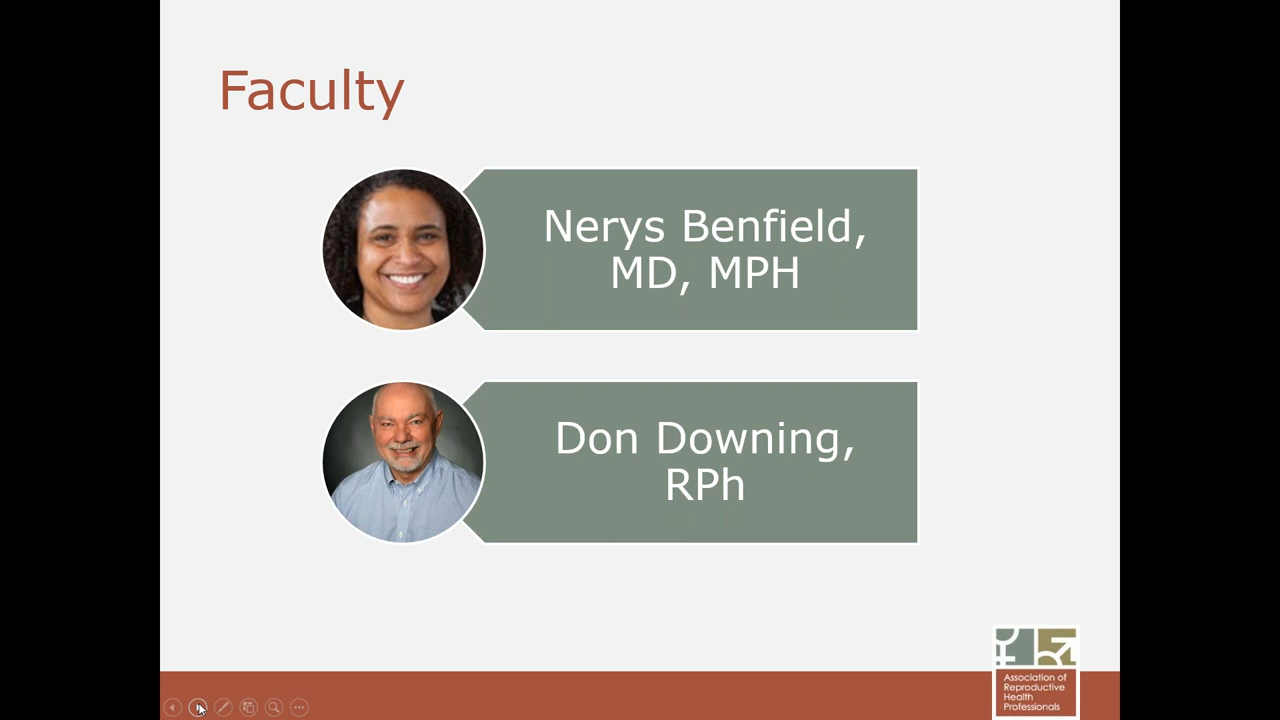 Faculty
Nerys Benfield,
MD, MPH
Don Downing,
RPh
Association of
Reproductive
Health
Professionals